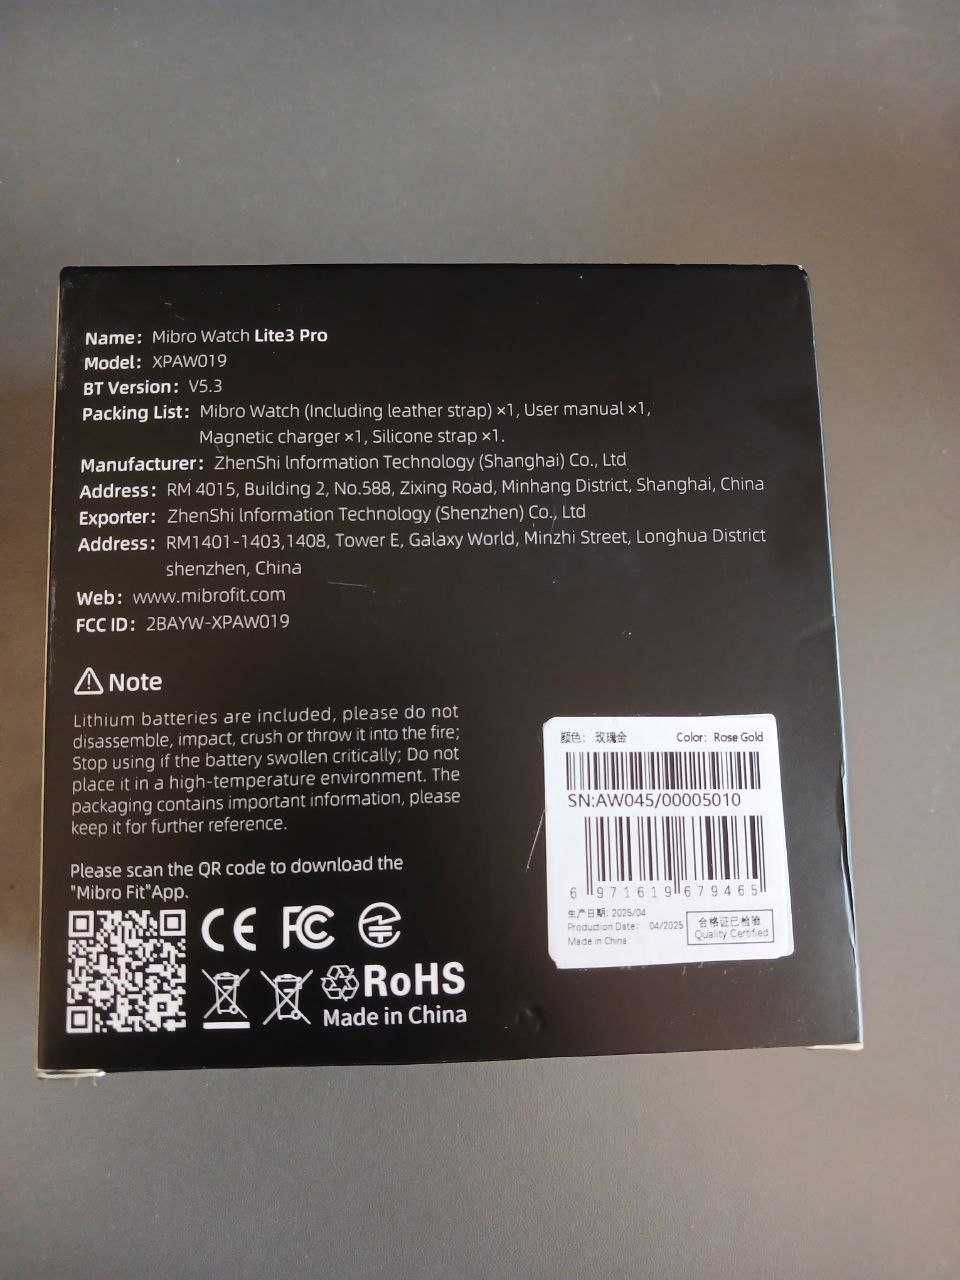 Name: Mibro Watch Lite3 Pro
Model: XPAW019
BT Version: V5.3
Packing List: Mibro Watch (Including leather strap) ×1, User manual ×1,
Magnetic charger ×1, Silicone strap ×1.
Manufacturer: ZhenShi Information Technology (Shanghai) Co., Ltd
Address: RM 4015, Building 2, No.588, Zixing Road, Minhang District, Shanghai, China
Exporter: ZhenShi Information Technology (Shenzhen) Co., Ltd
Address: RM1401-1403,1408, Tower E, Galaxy World, Minzhi Street, Longhua District
shenzhen, China
Web: www.mibrofit.com
FCC ID: 2BAYW-XPAW019
Note
Lithium batteries are included, please do not
disassemble, impact, crush or throw it into the fire;
Stop using if the battery swollen critically; Do not
place it in a high-temperature environment. The
packaging contains important information, please
keep it for further reference.
Please scan the QR code to download the
"Mibro Fit"App.
CE FC
RoHS
Made in China
颜色: 玫瑰金 Color: Rose Gold
SN:AW045/00005010
6 971619 679465
生产日期: 2025/04
Production Date: 04/2025
Made in China
合格证已检验
Quality Certified